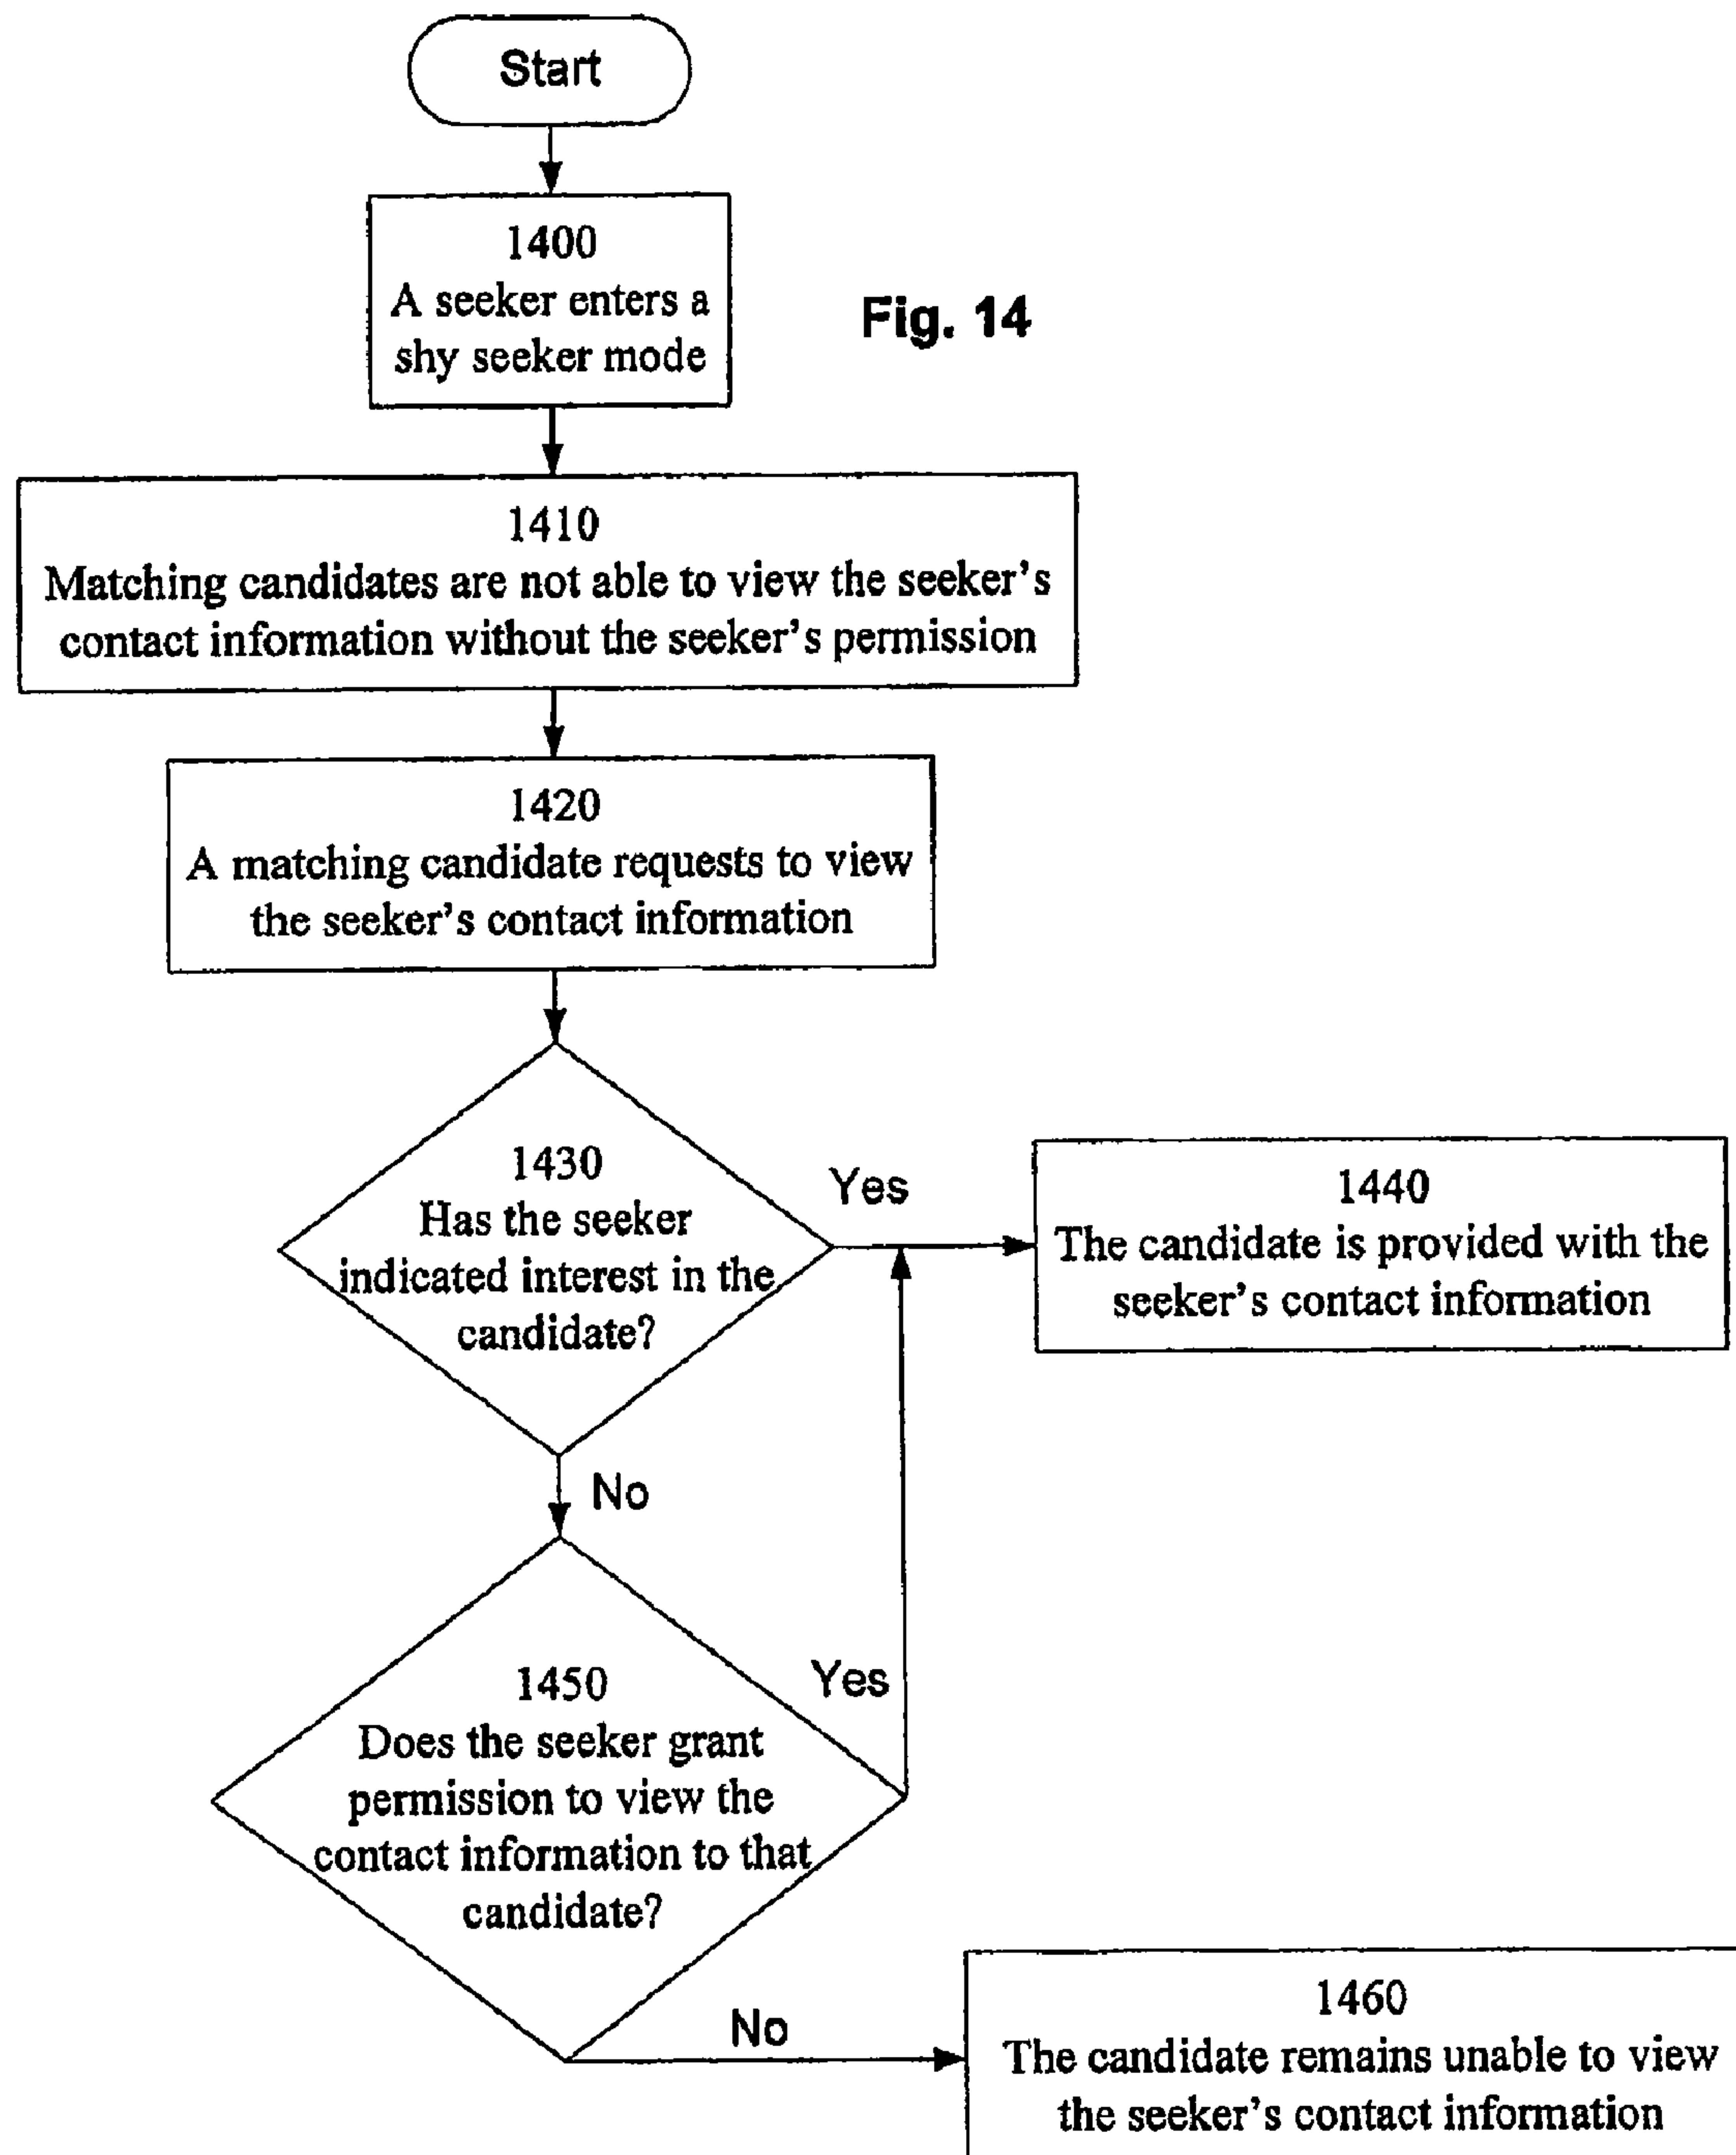 Start
1400
A seeker enters a
shy seeker mode
Fig. 14
1410
Matching candidates are not able to view the seeker's
contact information without the seeker's permission
1420
A matching candidate requests to view
the seeker's contact information
1430
Has the seeker
indicated interest in the
candidate?
Yes
1440
The candidate is provided with the
seeker's contact information
No
1450
Does the seeker grant
permission to view the
contact information to that
candidate?
Yes
No
1460
The candidate remains unable to view
the seeker's contact information